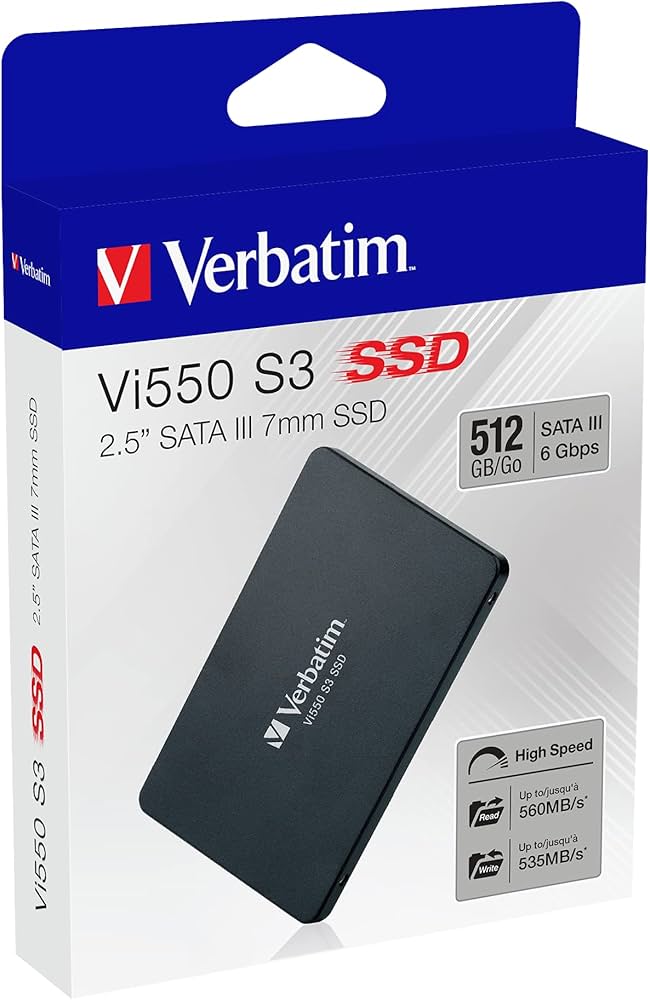 Verbatim
V Verbatim™
Vi550 S3 SSD
2.5” SATA III 7mm SSD
512
GB/Go
SATA III
6 Gbps
Verbatim
Vi550 S3 SSD
High Speed
Read
Up to/jusqu'à
560MB/s*
Write
Up to/jusqu'à
535MB/s*
Vi550 S3 SSD 2.5” SATA III 7mm SSD